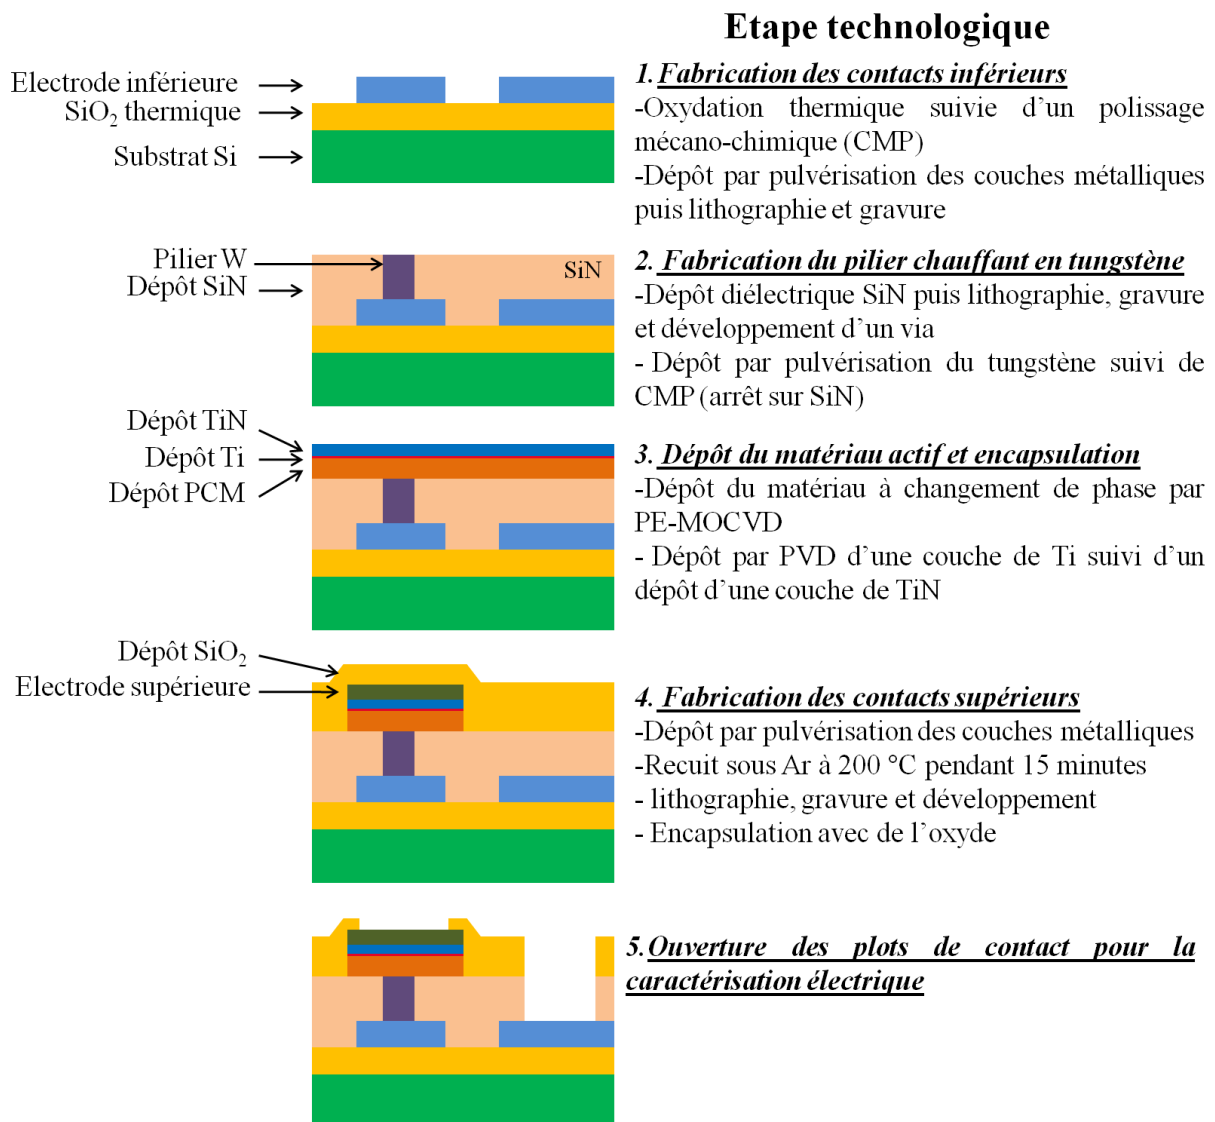 Etape technologique
Electrode inférieure
SiO2 thermique
Substrat Si
1. Fabrication des contacts inférieurs
-Oxydation thermique suivie d'un polissage
mécano-chimique (CMP)
-Dépôt par pulvérisation des couches métalliques
puis lithographie et gravure
Pilier W
Dépôt SiN
SiN
2. Fabrication du pilier chauffant en tungstène
-Dépôt diélectrique SiN puis lithographie, gravure
et développement d'un via
- Dépôt par pulvérisation du tungstène suivi de
CMP (arrêt sur SiN)
Dépôt TiN
Dépôt Ti
Dépôt PCM
3. Dépôt du matériau actif et encapsulation
-Dépôt du matériau à changement de phase par
PE-MOCVD
- Dépôt par PVD d'une couche de Ti suivi d'un
dépôt d'une couche de TiN
Dépôt SiO2
Electrode supérieure
4. Fabrication des contacts supérieurs
-Dépôt par pulvérisation des couches métalliques
-Recuit sous Ar à 200 °C pendant 15 minutes
- lithographie, gravure et développement
- Encapsulation avec de l'oxyde
5. Ouverture des plots de contact pour la
caractérisation électrique